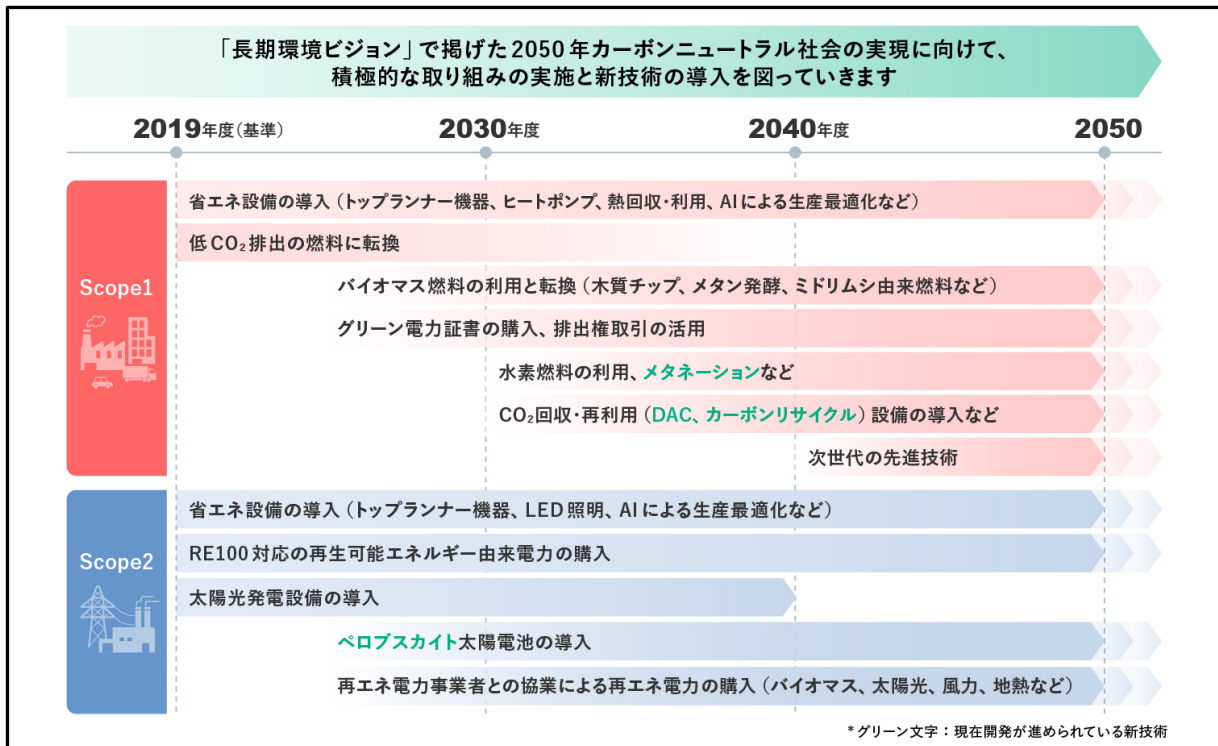 「長期環境ビジョン」で掲げた2050年カーボンニュートラル社会の実現に向けて、
積極的な取り組みの実施と新技術の導入を図っていきます
2019年度(基準)
2030年度
2040年度
2050
Scope1
省エネ設備の導入（トップランナー機器、ヒートポンプ、熱回収・利用、AIによる生産最適化など）
低CO₂排出の燃料に転換
バイオマス燃料の利用と転換（木質チップ、メタン発酵、ミドリムシ由来燃料など）
グリーン電力証書の購入、排出権取引の活用
水素燃料の利用、メタネーションなど
CO₂回収・再利用（DAC、カーボンリサイクル）設備の導入など
次世代の先進技術
Scope2
省エネ設備の導入（トップランナー機器、LED照明、AIによる生産最適化など）
RE100対応の再生可能エネルギー由来電力の購入
太陽光発電設備の導入
ペロブスカイト太陽電池の導入
再エネ電力事業者との協業による再エネ電力の購入（バイオマス、太陽光、風力、地熱など）
*グリーン文字：現在開発が進められている新技術